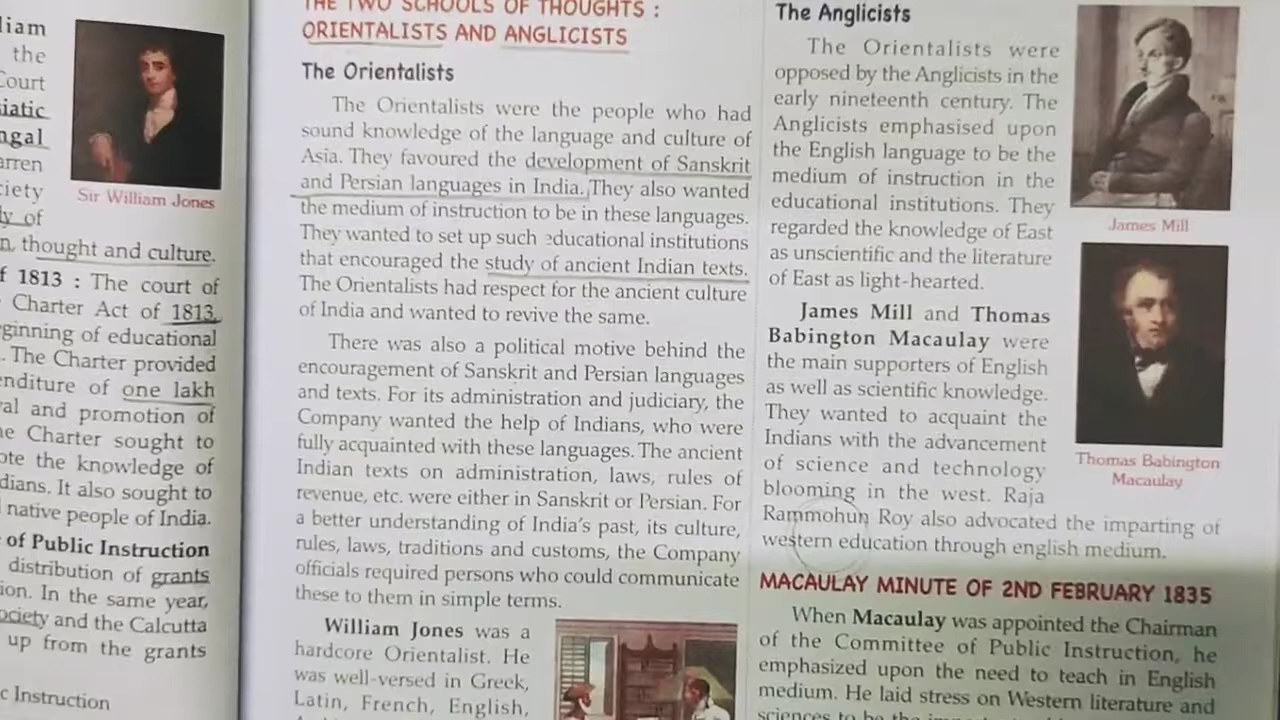 liam
the
Court
siatic
ngal
arren
ciety
ly of
n, thought and culture.
Sir William Jones
f 1813 : The court of
Charter Act of 1813,
ginning of educational
. The Charter provided
enditure of one lakh
val and promotion of
he Charter sought to
ote the knowledge of
dians. It also sought to
native people of India.
of Public Instruction
distribution of grants
ion. In the same year,
ociety and the Calcutta
up from the grants
c Instruction
THE TWO SCHOOLS OF THOUGHTS :
ORIENTALISTS AND ANGLICISTS
The Orientalists
The Orientalists were the people who had
sound knowledge of the language and culture of
Asia. They favoured the development of Sanskrit
and Persian languages in India. They also wanted
the medium of instruction to be in these languages.
They wanted to set up such educational institutions
that encouraged the study of ancient Indian texts.
The Orientalists had respect for the ancient culture
of India and wanted to revive the same.
There was also a political motive behind the
encouragement of Sanskrit and Persian languages
and texts. For its administration and judiciary, the
Company wanted the help of Indians, who were
fully acquainted with these languages. The ancient
Indian texts on administration, laws, rules of
revenue, etc. were either in Sanskrit or Persian. For
a better understanding of India's past, its culture,
rules, laws, traditions and customs, the Company
officials required persons who could communicate
these to them in simple terms.
William Jones was a
hardcore Orientalist. He
was well-versed in Greek,
Latin, French, English,
The Anglicists
The Orientalists were
opposed by the Anglicists in the
early nineteenth century. The
Anglicists emphasised upon
the English language to be the
medium of instruction in the
educational institutions. They
regarded the knowledge of East
as unscientific and the literature
of East as light-hearted.
James Mill
James Mill and Thomas
Babington Macaulay were
the main supporters of English
as well as scientific knowledge.
They wanted to acquaint the
Indians with the advancement
of science and technology
blooming in the west. Raja
Rammohun Roy also advocated the imparting of
western education through english medium.
Thomas Babington
Macaulay
MACAULAY MINUTE OF 2ND FEBRUARY 1835
When Macaulay was appointed the Chairman
of the Committee of Public Instruction, he
emphasized upon the need to teach in English
medium. He laid stress on Western literature and
sciences to be the